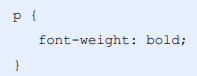 p {
font-weight: bold;
}